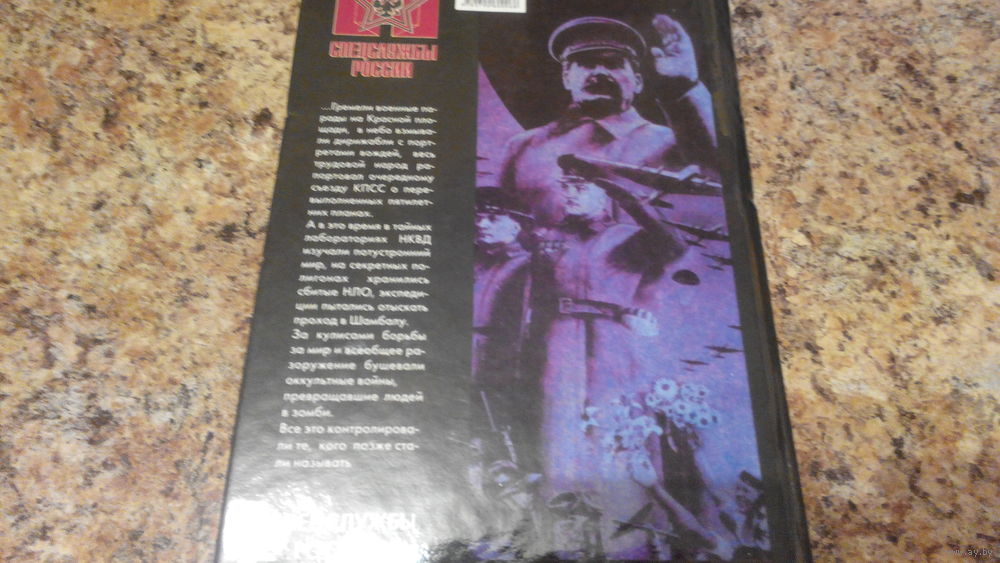 СПЕЦСЛУЖБЫ
РОССИИ
...Гремели военные па-
рады на Красной пло-
щади, в небо взмыва-
ли дирижабли с порт-
ретами вождей, весь
трудовой народ ра-
портовал очередному
съезду КПСС о пере-
выполненных пятилет-
них планах.
А в это время в тайных
лабораториях НКВД
изучали потусторонний
мир, на секретных по-
лигонах хранились
сбитые НЛО, экспеди-
ции пытались отыскать
проход в Шамбалу.
За кулисами борьбы
за мир и всеобщее ра-
зоружение бушевали
оккультные войны,
превращавшие людей
в зомби.
Все это контролирова-
ли те, кого позже ста-
ли называть